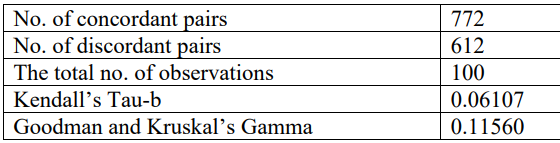 No. of concordant pairs 772
No. of discordant pairs 612
The total no. of observations 100
Kendall's Tau-b 0.06107
Goodman and Kruskal's Gamma 0.11560